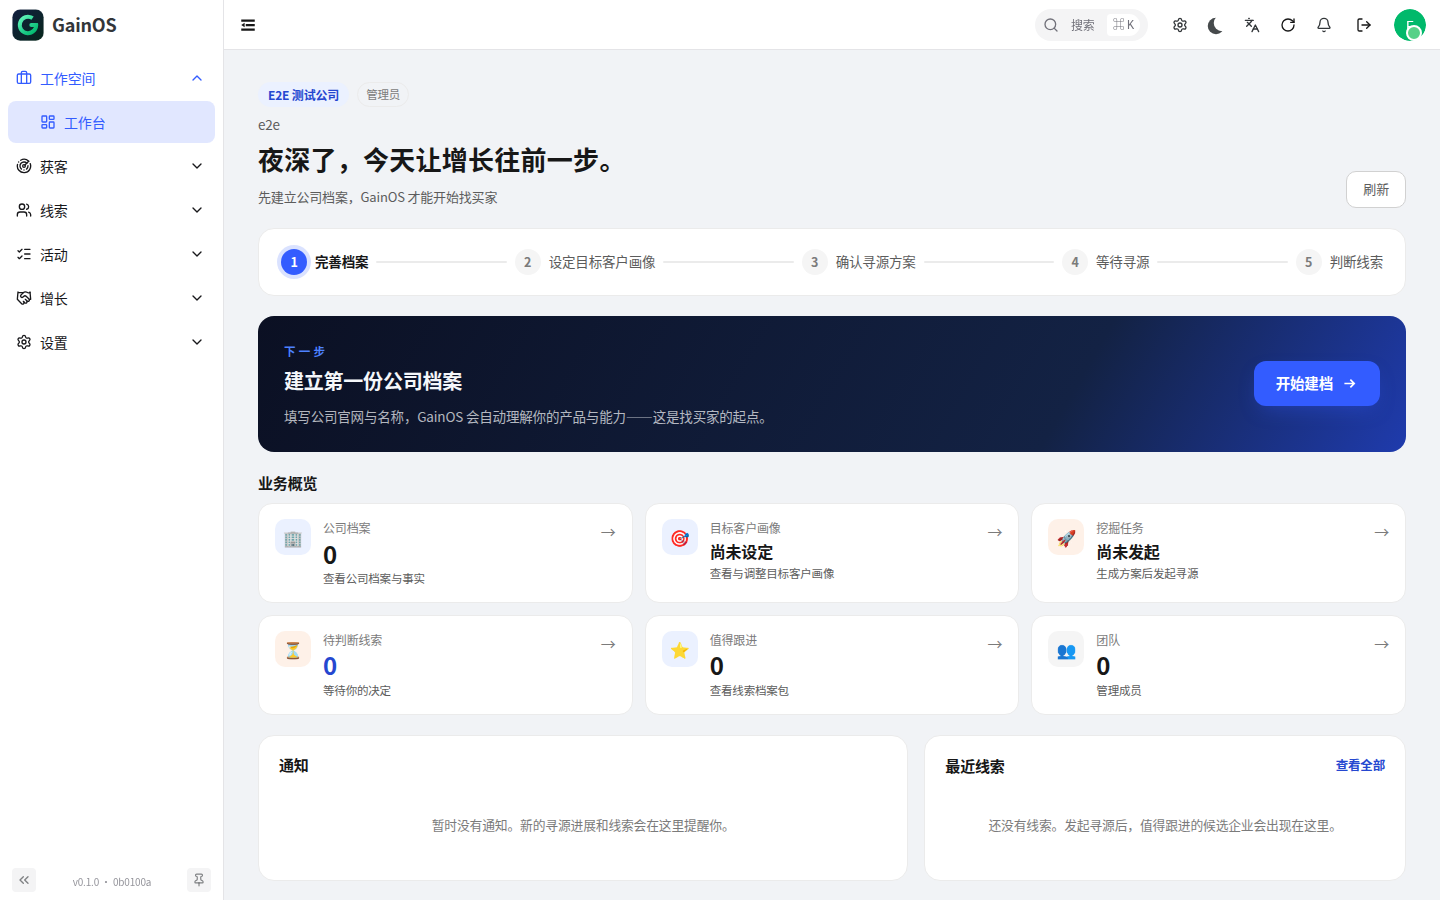 GainOS
搜索 ⌘ K
工作空间
工作台
获客
线索
活动
增长
设置
v0.1.0 · 0b0100a
E2E 测试公司 管理员
e2e
夜深了，今天让增长往前一步。
先建立公司档案，GainOS 才能开始找买家
刷新
1 完善档案 2 设定目标客户画像 3 确认寻源方案 4 等待寻源 5 判断线索
下一步
建立第一份公司档案
填写公司官网与名称，GainOS 会自动理解你的产品与能力——这是找买家的起点。
开始建档 →
业务概览
公司档案 →
0
查看公司档案与事实
目标客户画像 →
尚未设定
查看与调整目标客户画像
挖掘任务 →
尚未发起
生成方案后发起寻源
待判断线索 →
0
等待你的决定
值得跟进 →
0
查看线索档案包
团队 →
0
管理成员
通知
暂时没有通知。新的寻源进展和线索会在这里提醒你。
最近线索 查看全部
还没有线索。发起寻源后，值得跟进的候选企业会出现在这里。